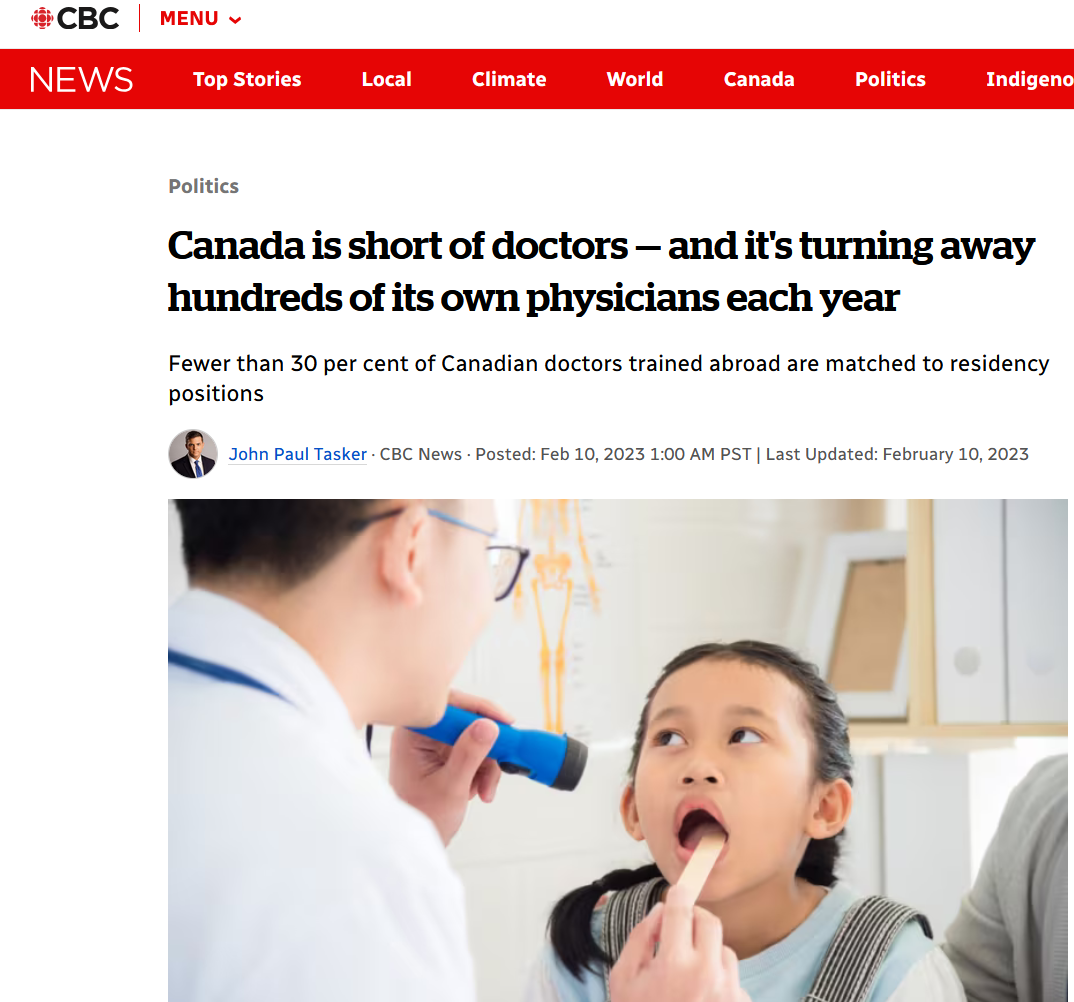 CBC MENU
NEWS Top Stories Local Climate World Canada Politics Indigeno
Politics
Canada is short of doctors — and it's turning away
hundreds of its own physicians each year
Fewer than 30 per cent of Canadian doctors trained abroad are matched to residency
positions
John Paul Tasker · CBC News · Posted: Feb 10, 2023 1:00 AM PST | Last Updated: February 10, 2023